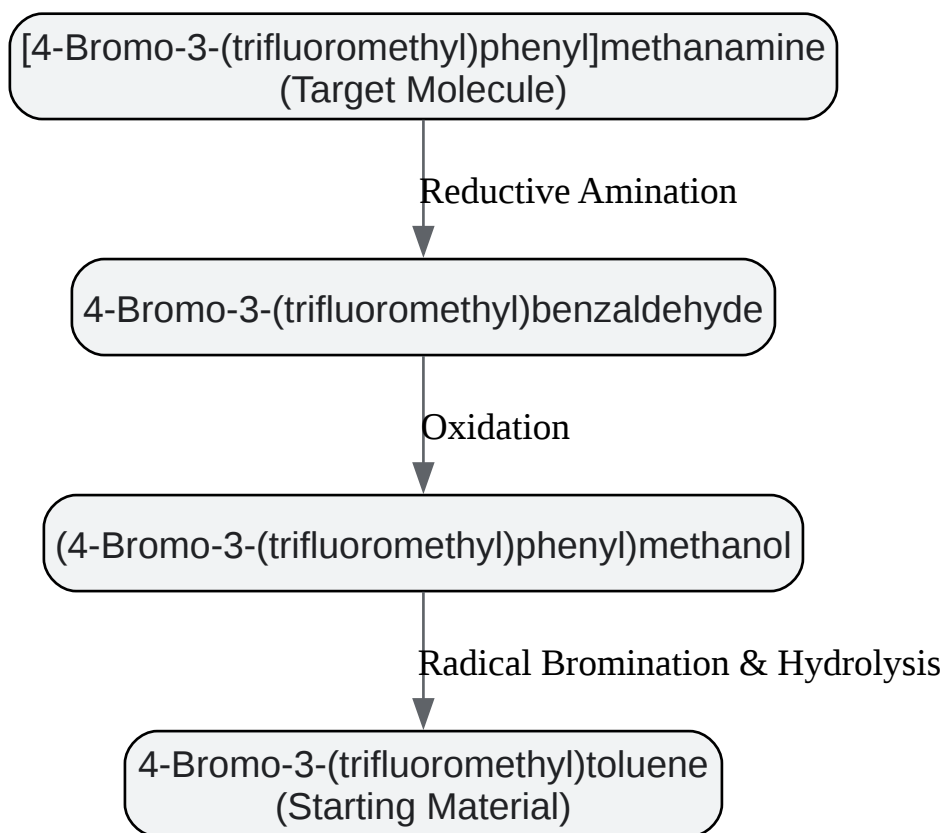 [4-Bromo-3-(trifluoromethyl)phenyl]methanamine
(Target Molecule)
Reductive Amination
4-Bromo-3-(trifluoromethyl)benzaldehyde
Oxidation
(4-Bromo-3-(trifluoromethyl)phenyl)methanol
Radical Bromination & Hydrolysis
4-Bromo-3-(trifluoromethyl)toluene
(Starting Material)